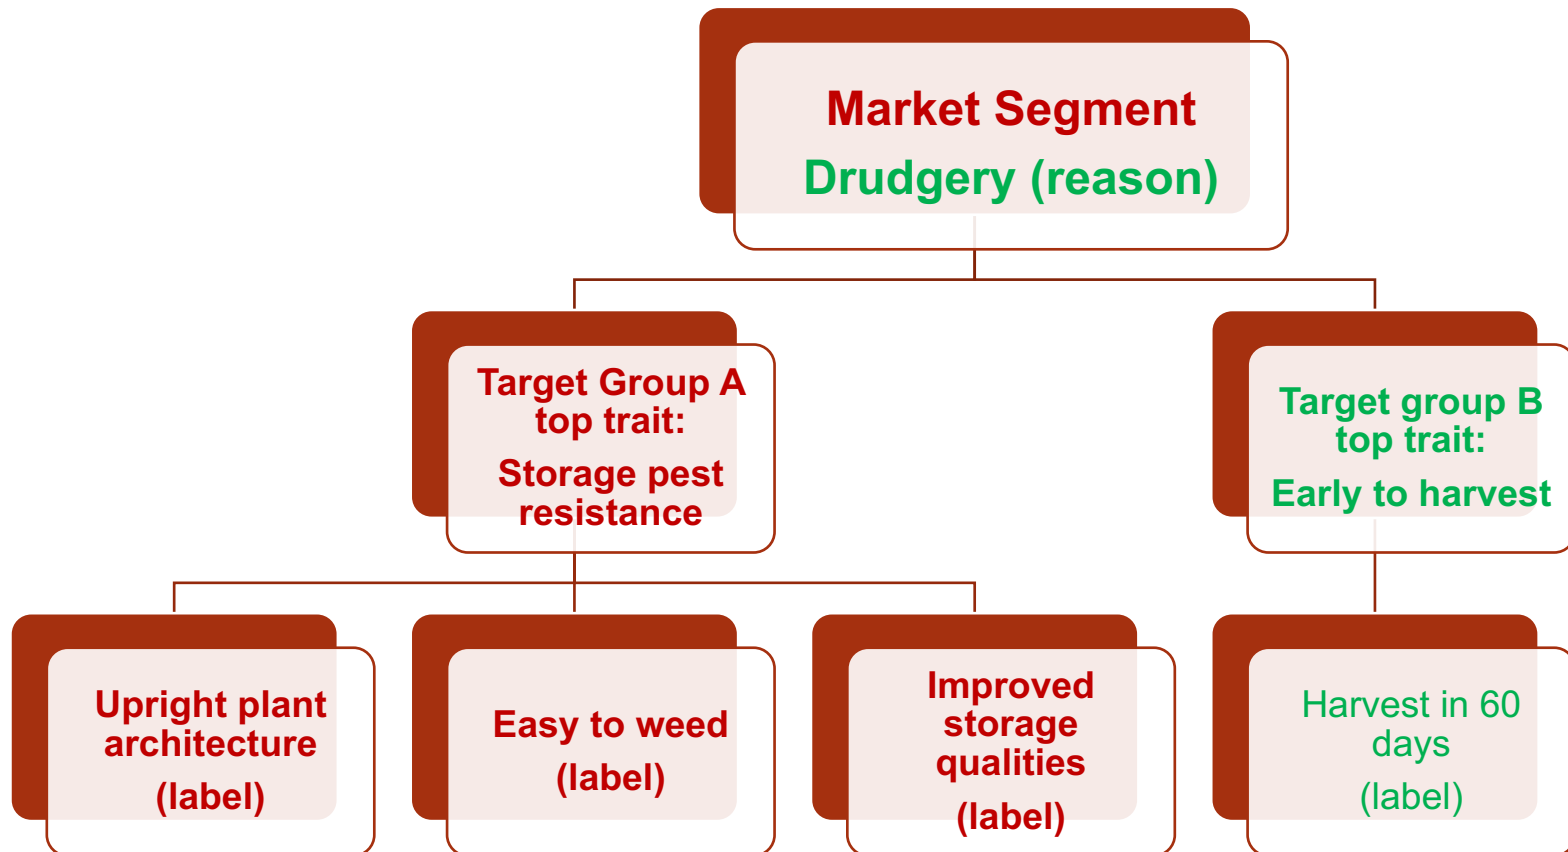 Market Segment
Drudgery (reason)
Target Group A
top trait:
Storage pest
resistance
Target group B
top trait:
Early to harvest
Upright plant
architecture
(label)
Easy to weed
(label)
Improved
storage
qualities
(label)
Harvest in 60
days
(label)